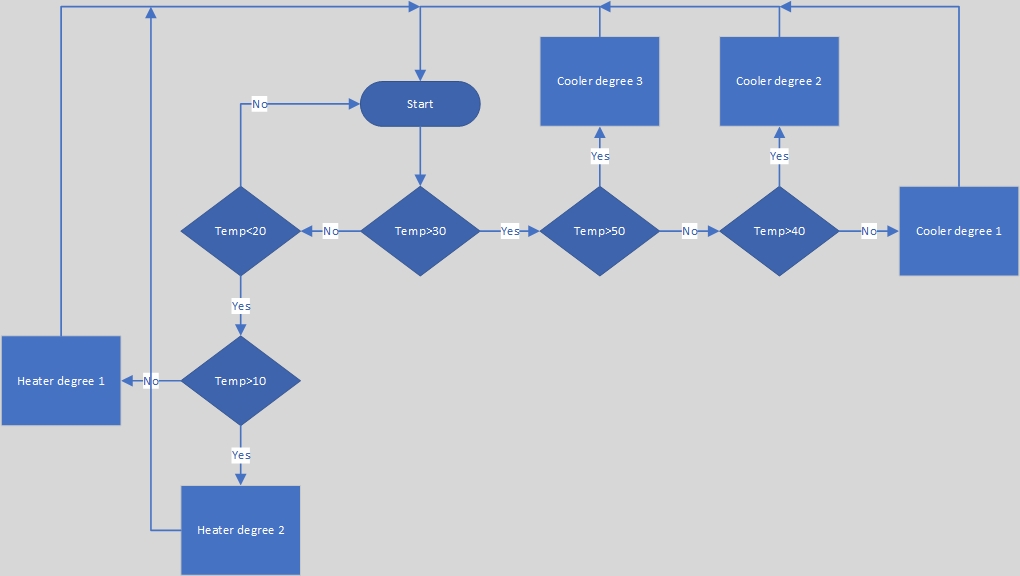 Cooler degree 3
Cooler degree 2
No
Start
Yes
Yes
Temp<20
No
Temp>30
Yes
Temp>50
No
Temp>40
No
Cooler degree 1
Yes
Heater degree 1
No
Temp>10
Yes
Heater degree 2